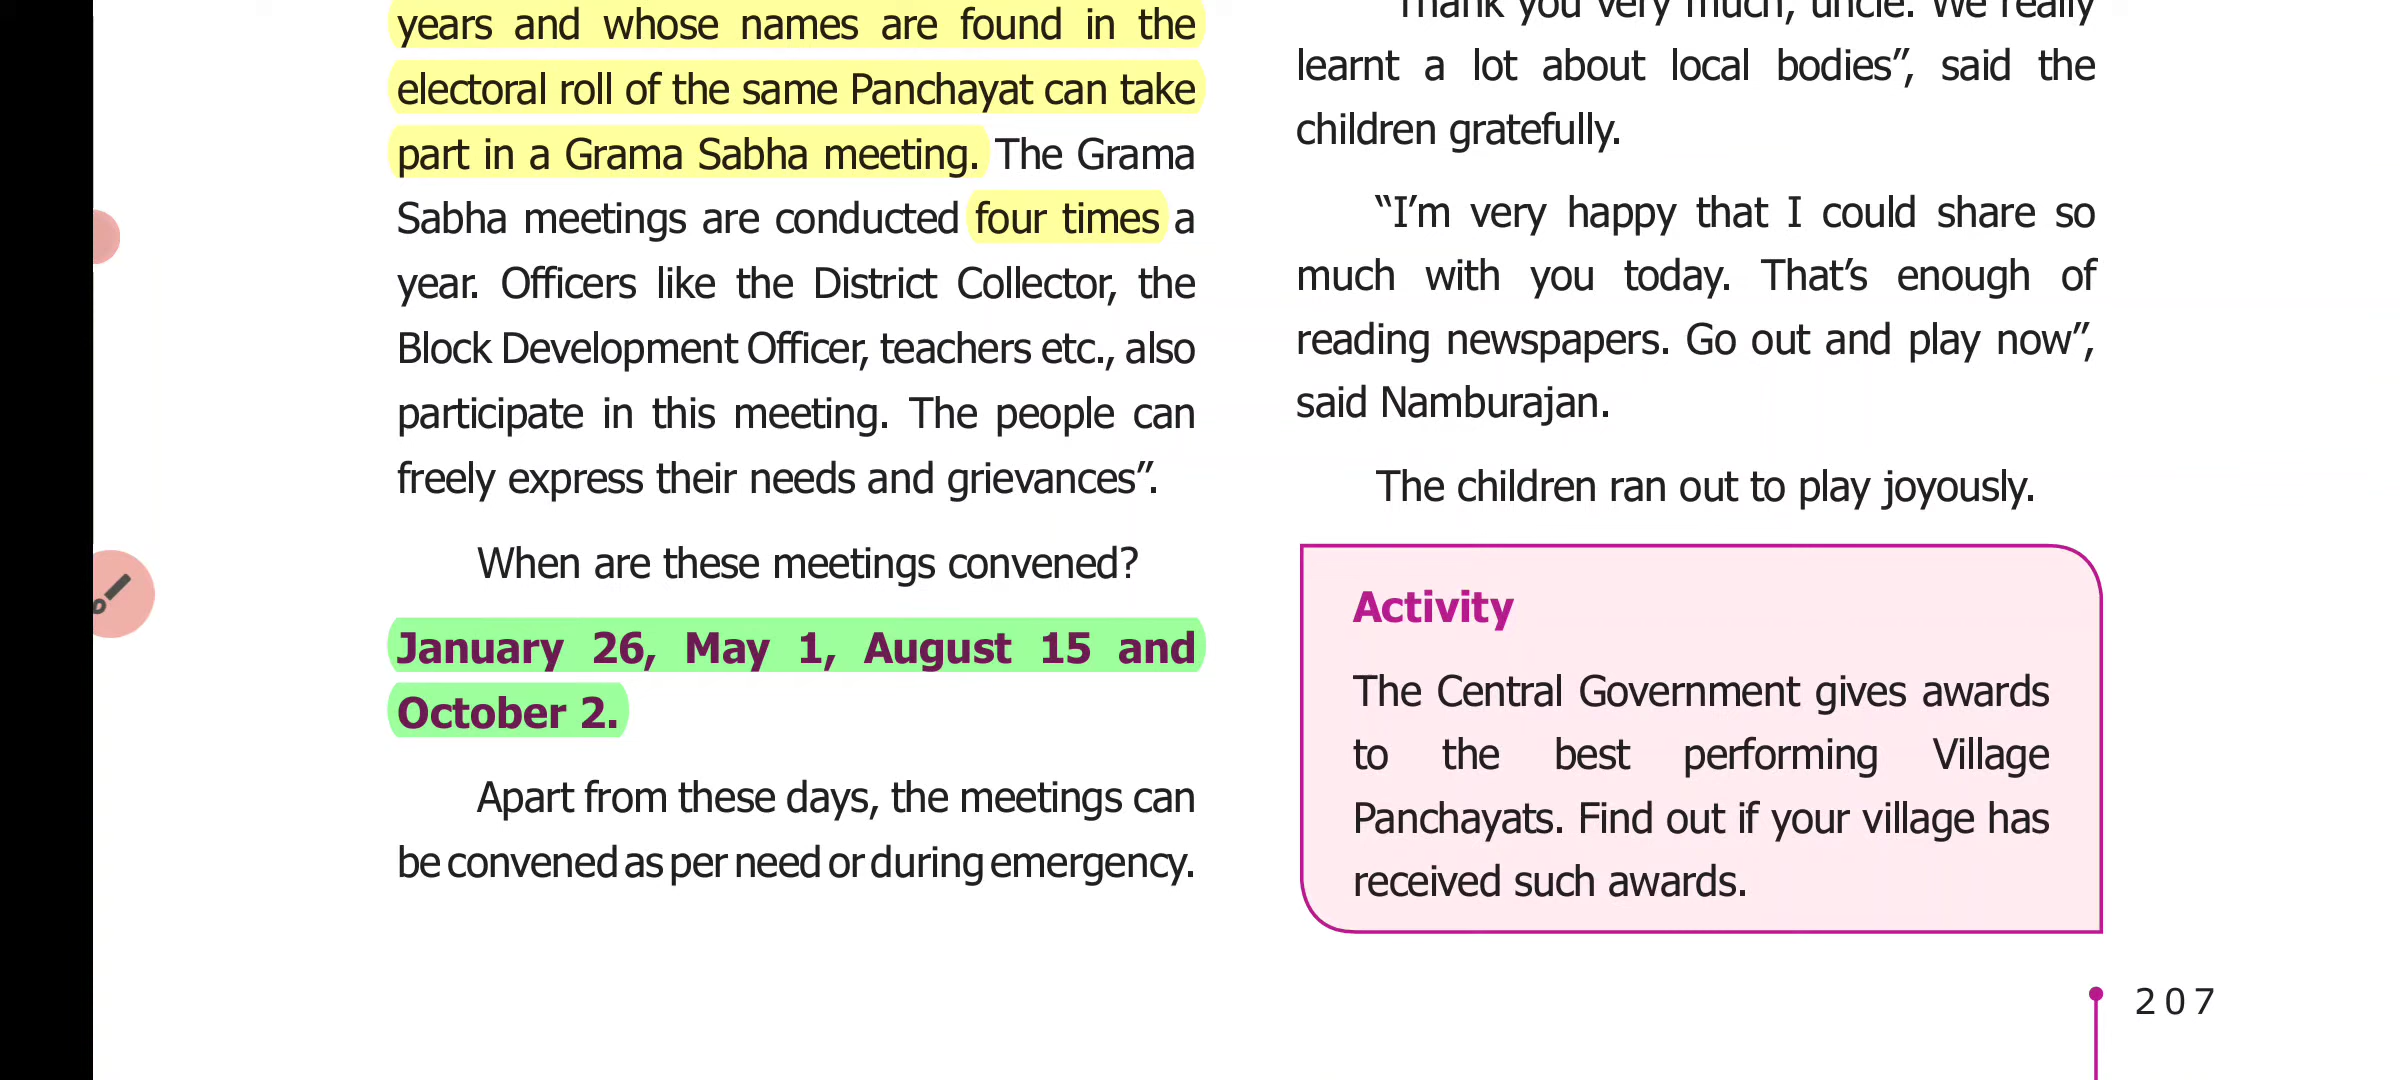 years and whose names are found in the
electoral roll of the same Panchayat can take
part in a Grama Sabha meeting. The Grama
Sabha meetings are conducted four times a
year. Officers like the District Collector, the
Block Development Officer, teachers etc., also
participate in this meeting. The people can
freely express their needs and grievances”.
When are these meetings convened?
January 26, May 1, August 15 and
October 2.
Apart from these days, the meetings can
be convened as per need or during emergency.
Thank you very much, uncle. We really
learnt a lot about local bodies”, said the
children gratefully.
“I’m very happy that I could share so
much with you today. That’s enough of
reading newspapers. Go out and play now”,
said Namburajan.
The children ran out to play joyously.
Activity
The Central Government gives awards
to the best performing Village
Panchayats. Find out if your village has
received such awards.
207